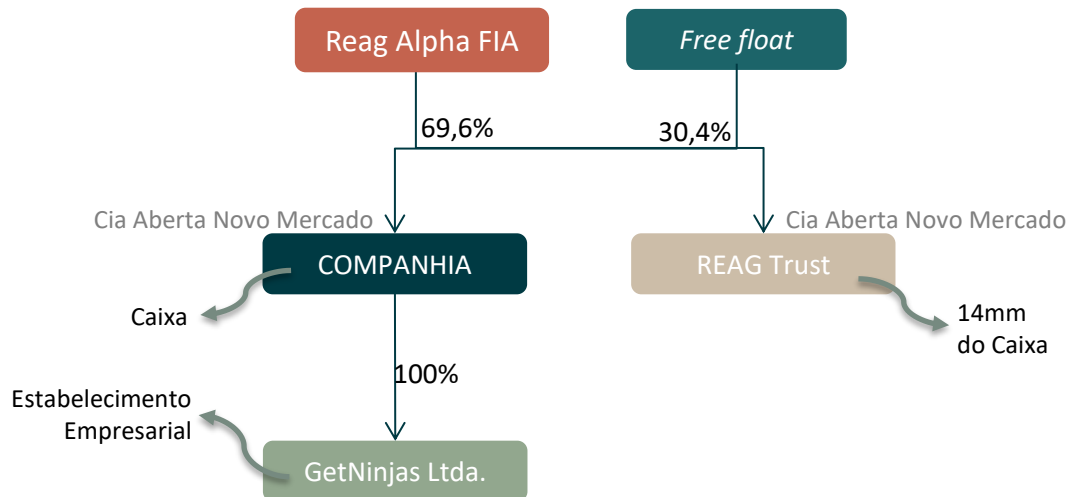 Reag Alpha FIA
Free float
69,6%
30,4%
Cia Aberta Novo Mercado
Cia Aberta Novo Mercado
COMPANHIA
REAG Trust
Caixa
14mm
do Caixa
100%
Estabelecimento
Empresarial
GetNinjas Ltda.